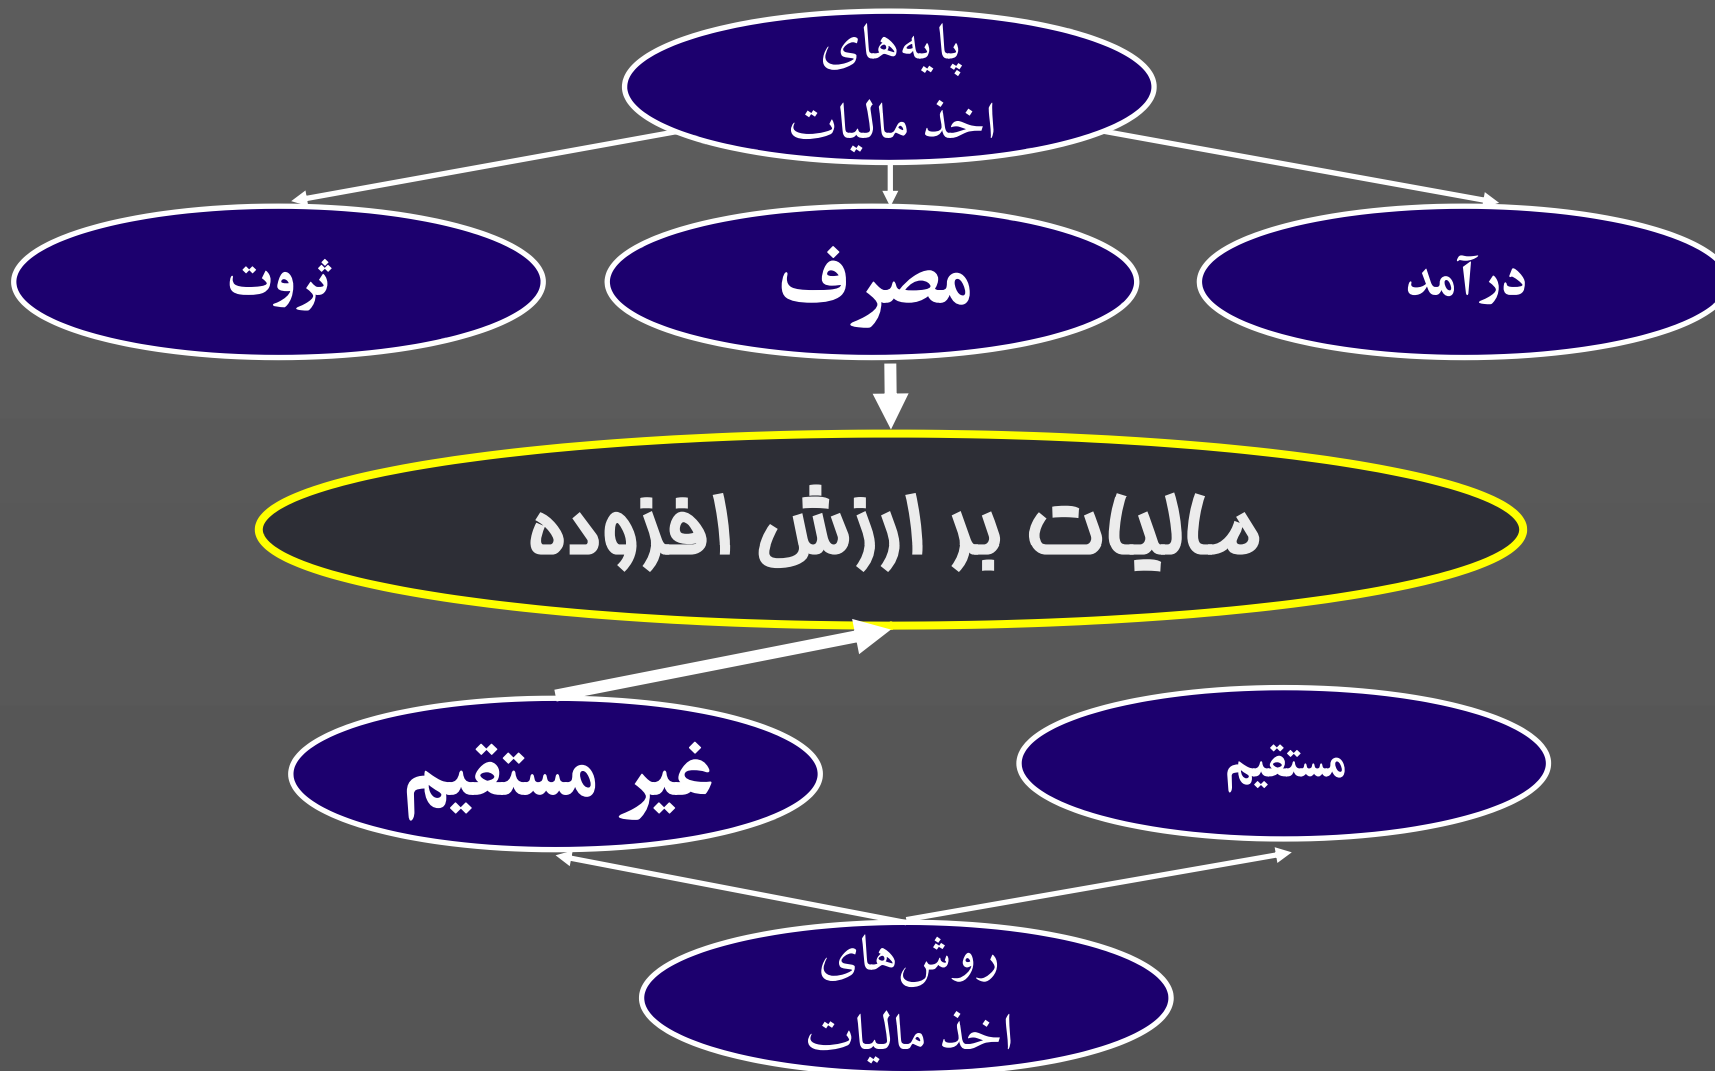 پایه‌های
اخذ مالیات
درآمد
مصرف
ثروت
مالیات بر ارزش افزوده
مستقیم
غیر مستقیم
روش‌های
اخذ مالیات